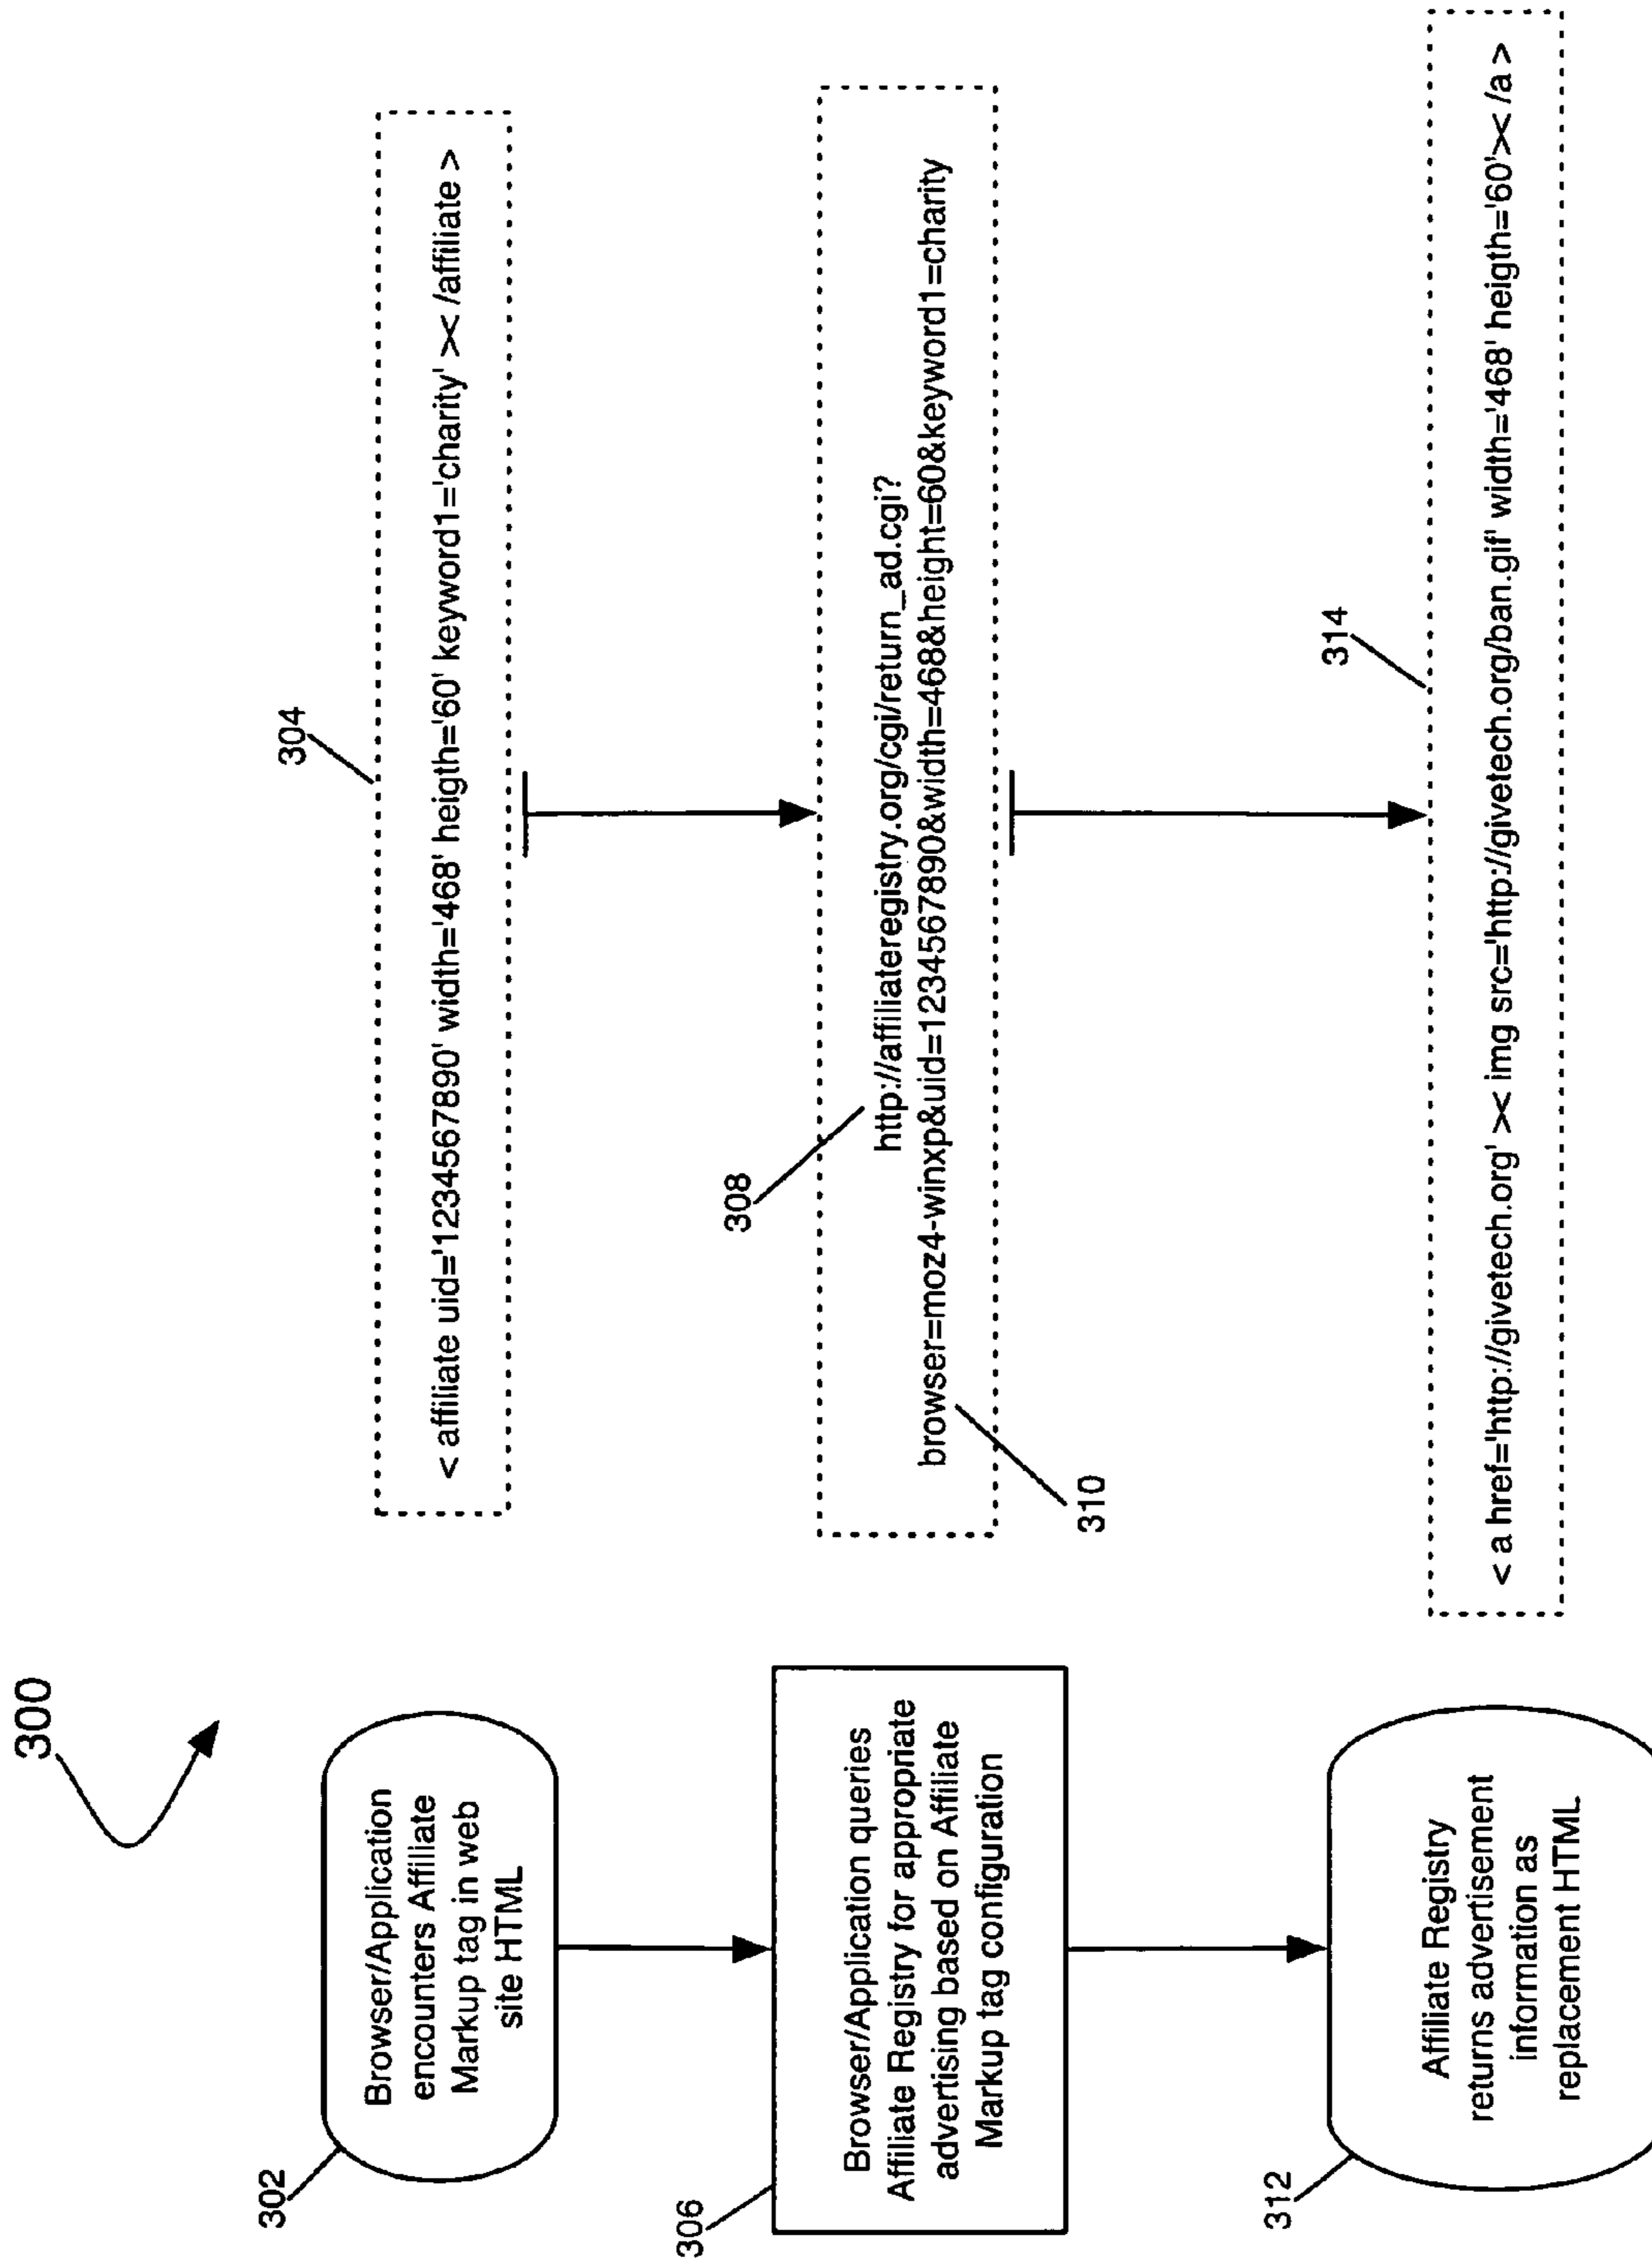 300
302
Browser/Application
encounters Affiliate
Markup tag in web
site HTML
304
< affiliate uid='1234567890' width='468' heigth='60' keyword1='charity' >< /affiliate >
306
Browser/Application queries
Affiliate Registry for appropriate
advertising based on Affiliate
Markup tag configuration
308
http://affiliateregistry.org/cgi/return_ad.cgi?
browser=moz4-winxp&uid=1234567890&width=468&height=60&keyword1=charity
310
312
Affiliate Registry
returns advertisement
information as
replacement HTML
314
< a href='http://givetech.org' >< img src='http://givetech.org/ban.gif' width='468' heigth='60'>< /a >